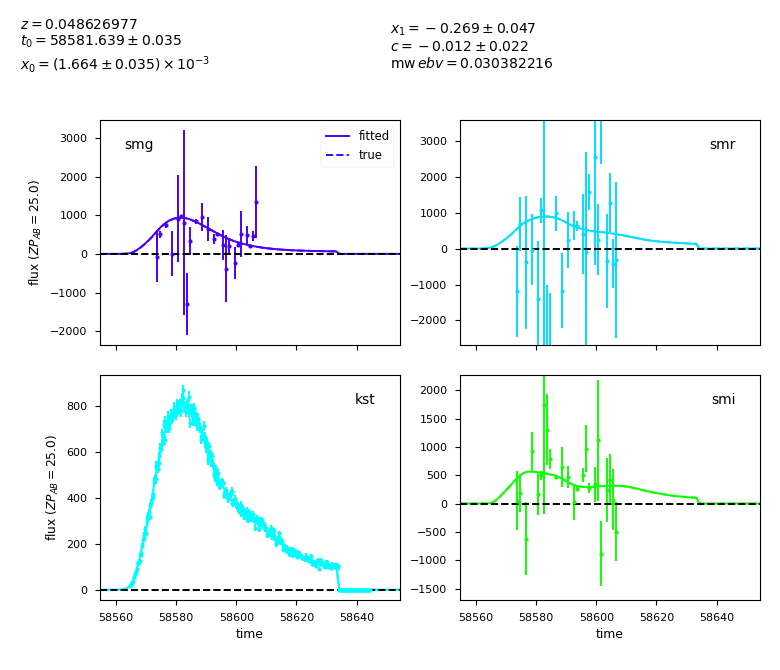 z = 0.048626977
t₀ = 58581.639 ± 0.035
x₀ = (1.664 ± 0.035) × 10⁻³
x₁ = −0.269 ± 0.047
c = −0.012 ± 0.022
mw ebv = 0.030382216
smg
fitted
true
3000
2000
1000
0
−1000
−2000
flux (ZP_AB = 25.0)
smr
3000
2000
1000
0
−1000
−2000
kst
800
600
400
200
0
flux (ZP_AB = 25.0)
58560 58580 58600 58620 58640
time
smi
2000
1500
1000
500
0
−500
−1000
−1500
58560 58580 58600 58620 58640
time